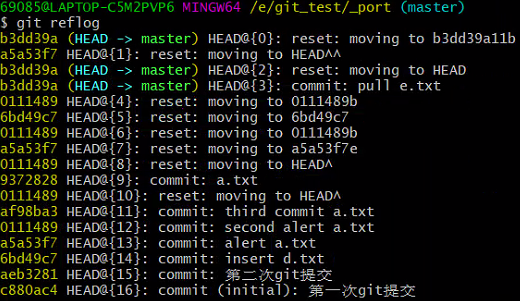 69085@LAPTOP-C5M2PVP6 MINGW64 /e/git_test/_port (master)
$ git reflog
b3dd39a (HEAD -> master) HEAD@{0}: reset: moving to b3dd39a11b
a5a53f7 HEAD@{1}: reset: moving to HEAD^^
b3dd39a (HEAD -> master) HEAD@{2}: reset: moving to HEAD
b3dd39a (HEAD -> master) HEAD@{3}: commit: pull e.txt
0111489 HEAD@{4}: reset: moving to 0111489b
6bd49c7 HEAD@{5}: reset: moving to 6bd49c7
0111489 HEAD@{6}: reset: moving to 0111489b
a5a53f7 HEAD@{7}: reset: moving to a5a53f7e
0111489 HEAD@{8}: reset: moving to HEAD^
9372828 HEAD@{9}: commit: a.txt
0111489 HEAD@{10}: reset: moving to HEAD^
af98ba3 HEAD@{11}: commit: third commit a.txt
0111489 HEAD@{12}: commit: second alert a.txt
a5a53f7 HEAD@{13}: commit: alert a.txt
6bd49c7 HEAD@{14}: commit: insert d.txt
aeb3281 HEAD@{15}: commit: 第二次git提交
c880ac4 HEAD@{16}: commit (initial): 第一次git提交